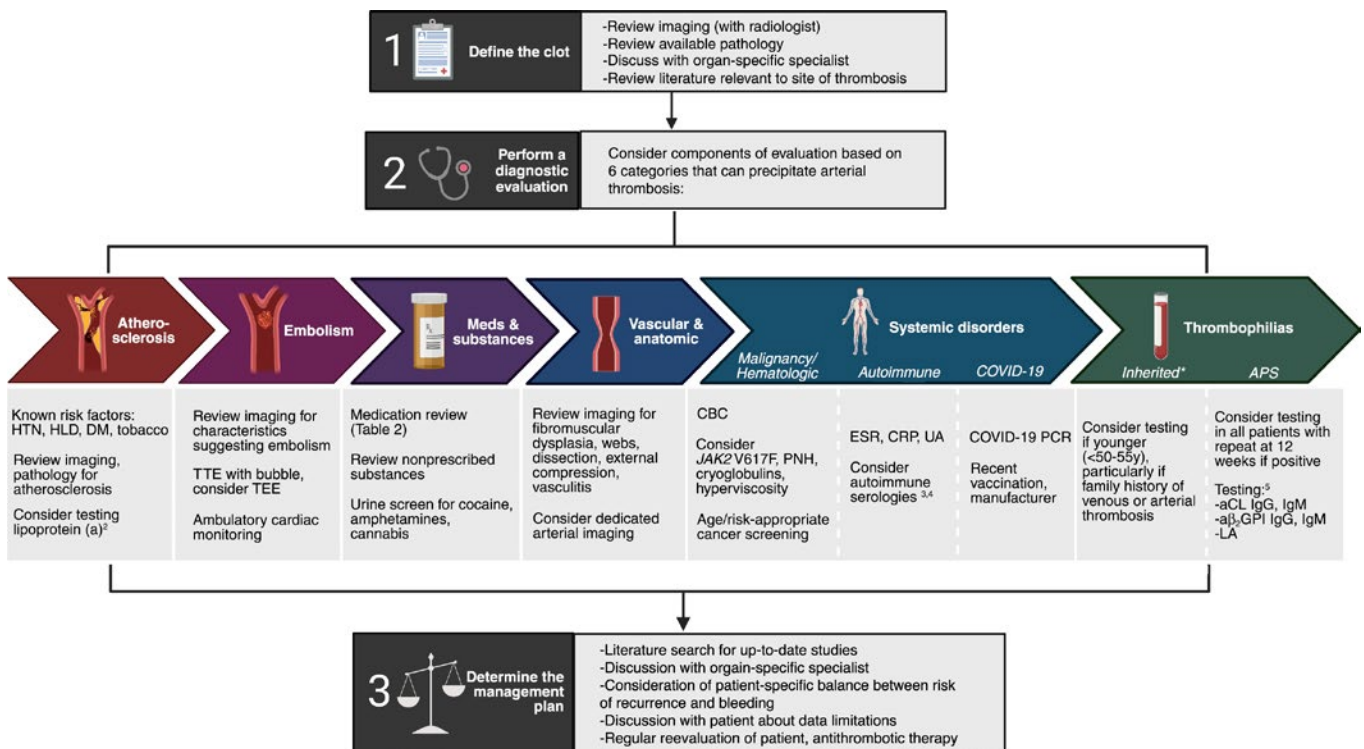 1
Define the clot
-Review imaging (with radiologist)
-Review available pathology
-Discuss with organ-specific specialist
-Review literature relevant to site of thrombosis
2
Perform a
diagnostic
evaluation
Consider components of evaluation based on
6 categories that can precipitate arterial
thrombosis:
Athero-
sclerosis
Known risk factors:
HTN, HLD, DM, tobacco
Review imaging,
pathology for
atherosclerosis
Consider testing
lipoprotein (a)²
Embolism
Review imaging for
characteristics
suggesting embolism
TTE with bubble,
consider TEE
Ambulatory cardiac
monitoring
Meds &
substances
Medication review
(Table 2)
Review nonprescribed
substances
Urine screen for cocaine,
amphetamines,
cannabis
Vascular &
anatomic
Review imaging for
fibromuscular
dysplasia, webs,
dissection, external
compression,
vasculitis
Consider dedicated
arterial imaging
Systemic disorders
Malignancy/
Hematologic
CBC
Consider
JAK2 V617F, PNH,
cryoglobulins,
hyperviscosity
Age/risk-appropriate
cancer screening
Autoimmune
ESR, CRP, UA
Consider
autoimmune
serologies ³,⁴
COVID-19
COVID-19 PCR
Recent
vaccination,
manufacturer
Thrombophilias
Inherited*
Consider testing
if younger
(<50-55y),
particularly if
family history of
venous or arterial
thrombosis
APS
Consider testing
in all patients with
repeat at 12
weeks if positive
Testing:⁵
-aCL IgG, IgM
-aβ₂GPI IgG, IgM
-LA
3
Determine the
management
plan
-Literature search for up-to-date studies
-Discussion with orgain-specific specialist
-Consideration of patient-specific balance between risk
of recurrence and bleeding
-Discussion with patient about data limitations
-Regular reevaluation of patient, antithrombotic therapy